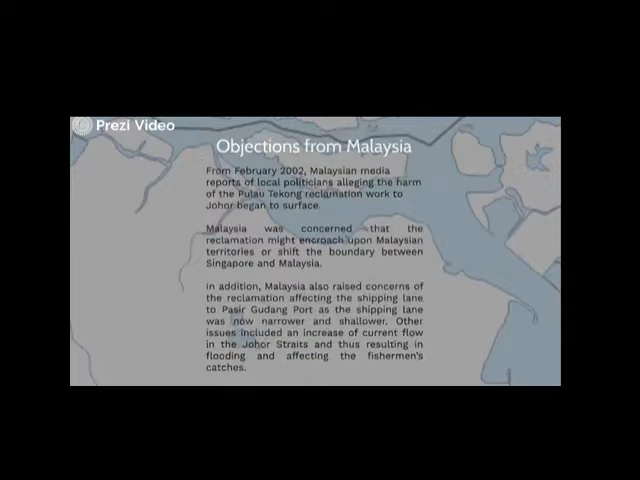 Prezi Video
Objections from Malaysia
From February 2002, Malaysian media
reports of local politicians alleging the harm
of the Pulau Tekong reclamation work to
Johor began to surface.
Malaysia was concerned that the
reclamation might encroach upon Malaysian
territories or shift the boundary between
Singapore and Malaysia.
In addition, Malaysia also raised concerns of
the reclamation affecting the shipping lane
to Pasir Gudang Port as the shipping lane
was now narrower and shallower. Other
issues included an increase of current flow
in the Johor Straits and thus resulting in
flooding and affecting the fishermen's
catches.